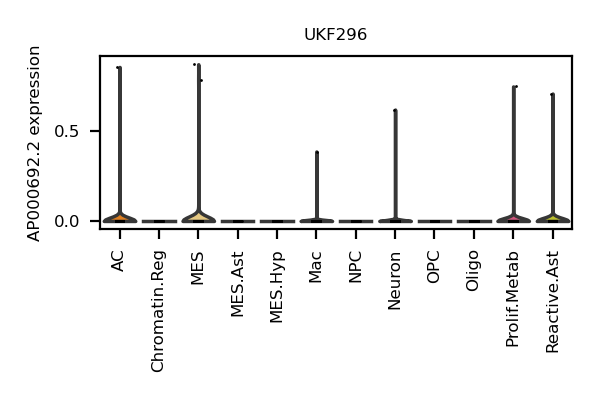 UKF296
AP000692.2 expression
0.5
0.0
AC
Chromatin.Reg
MES
MES.Ast
MES.Hyp
Mac
NPC
Neuron
OPC
Oligo
Prolif.Metab
Reactive.Ast